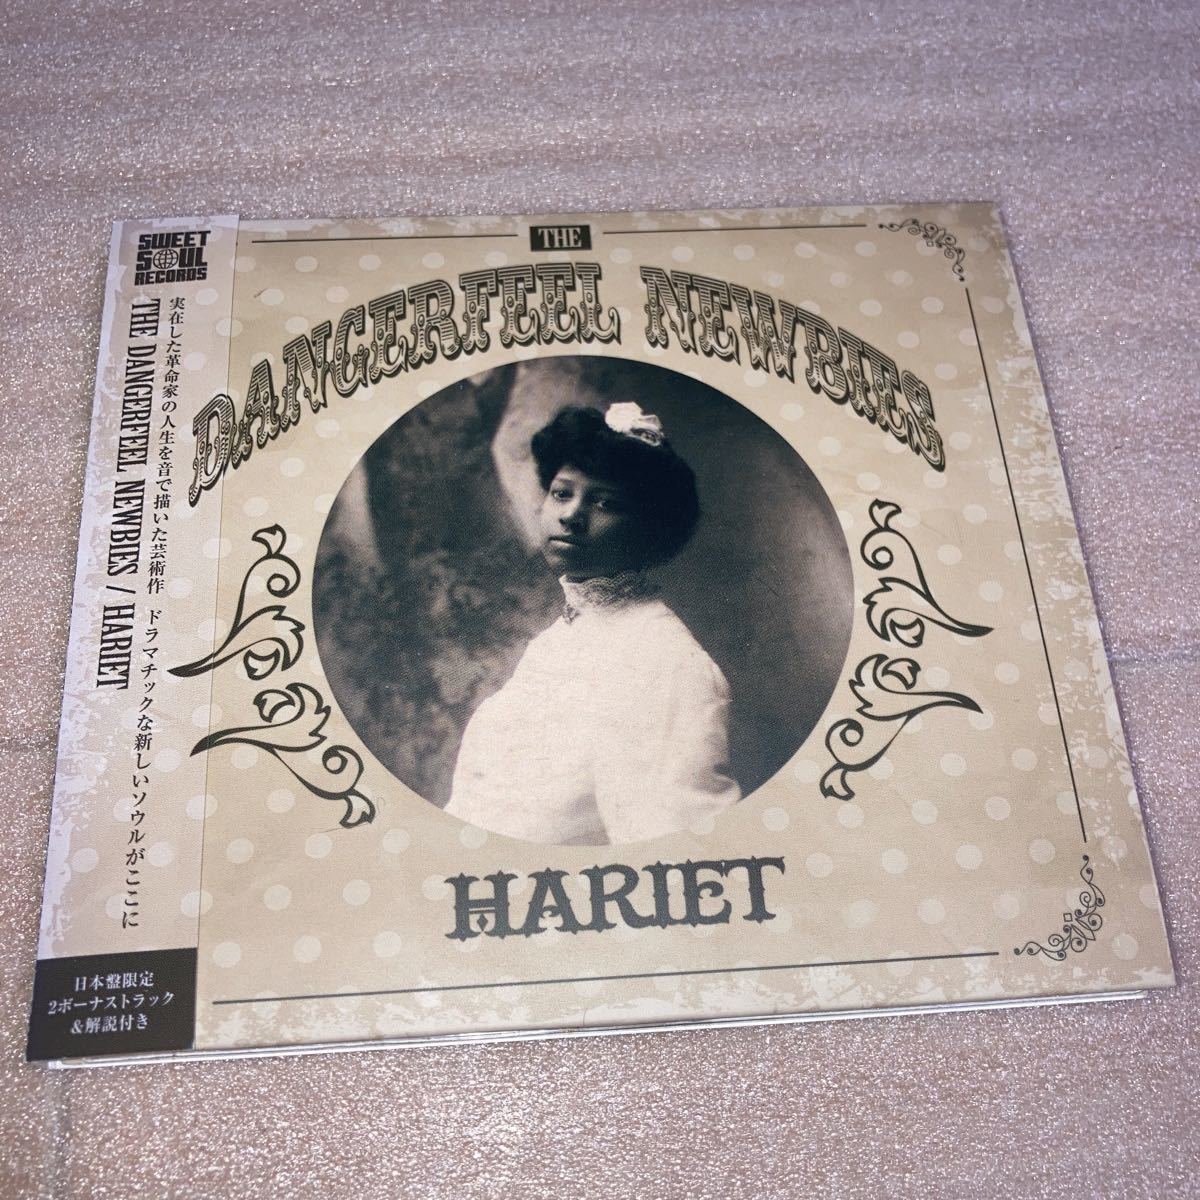 SWEET
SOUL
RECORDS
実在した革命家の人生を音で描いた芸術作 ドラマチックな新しいソウルがここに
THE DANGERFEEL NEWBIES / HARIET
日本盤限定
2ボーナストラック
&解説付き
THE
DANGERFEEL NEWBIES
HARIET